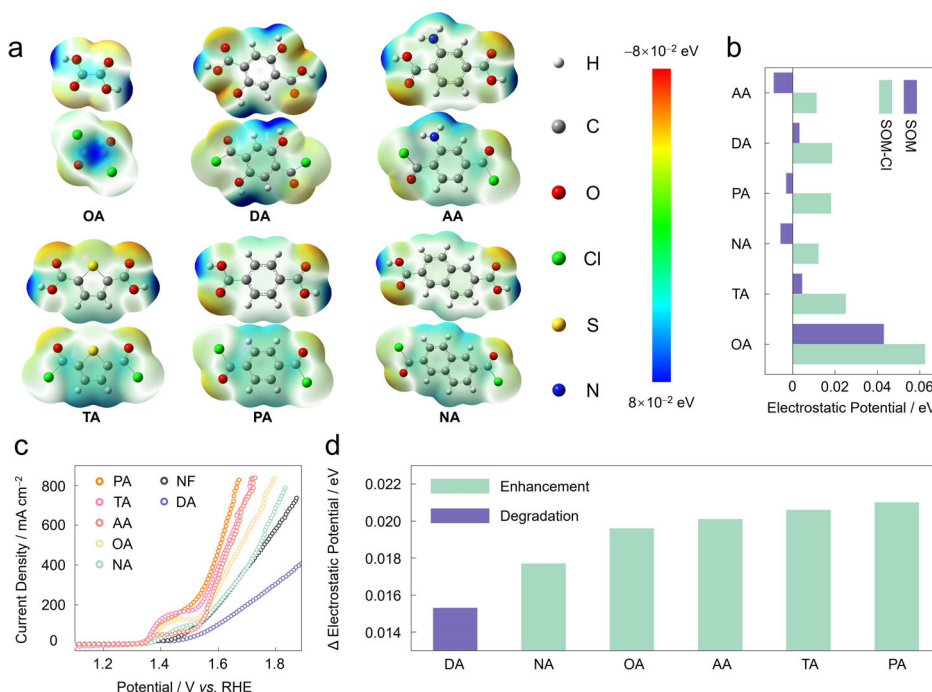 a
OA
DA
AA
TA
PA
NA
H
C
O
Cl
S
N
−8×10⁻² eV
8×10⁻² eV
b
AA
DA
PA
NA
TA
OA
SOM-Cl
SOM
0
0.02
0.04
0.06
Electrostatic Potential / eV
c
PA
TA
AA
OA
NA
NF
DA
800
600
400
200
0
1.2
1.4
1.6
1.8
Current Density / mA cm⁻²
Potential / V vs. RHE
d
Enhancement
Degradation
0.022
0.020
0.016
0.014
Δ Electrostatic Potential / eV
DA
NA
OA
AA
TA
PA